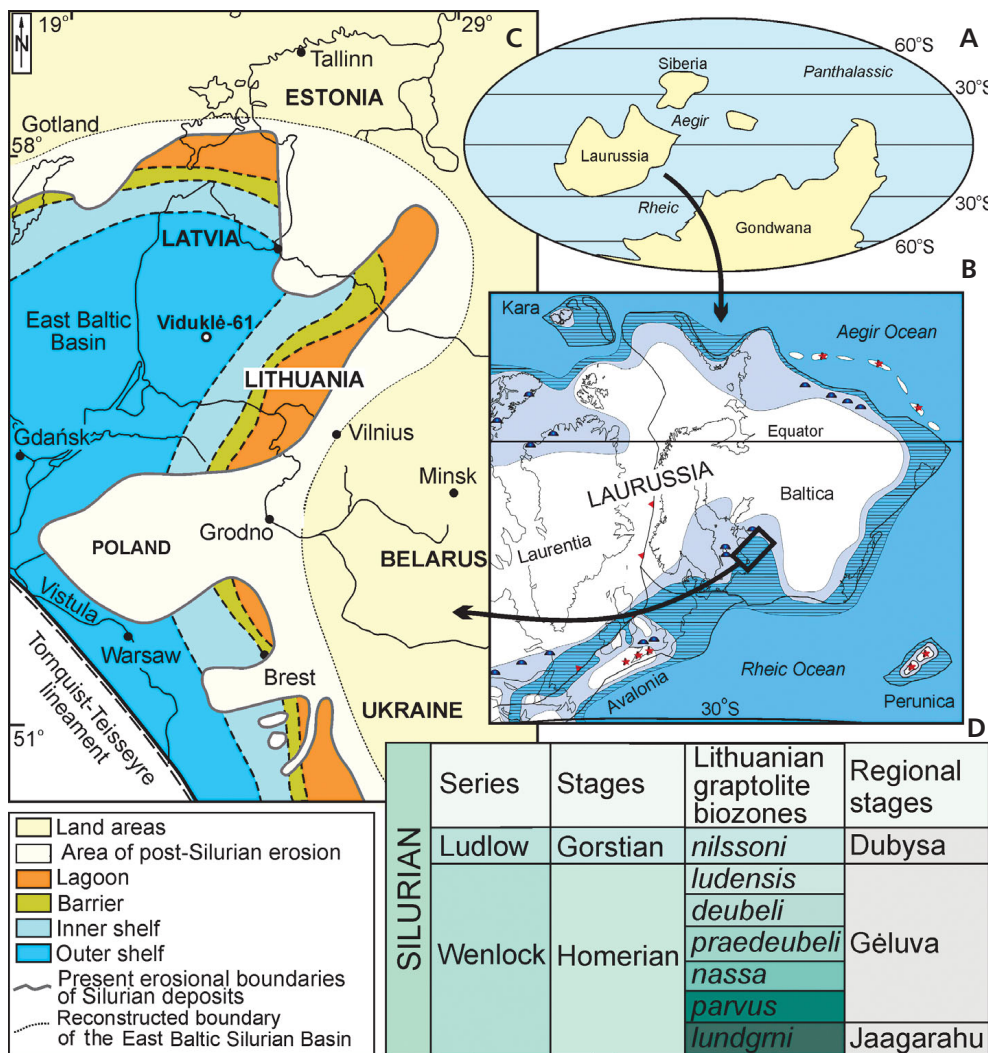 19°
29°
C
N
Tallinn
ESTONIA
Gotland
58°
LATVIA
East Baltic
Basin
Viduklė-61
LITHUANIA
Gdańsk
Vilnius
Minsk
Grodno
POLAND
BELARUS
Vistula
Warsaw
Brest
Tornquist-Teisseyre
lineament
51°
UKRAINE
A
60°S
Siberia
Panthalassic
30°S
Aegir
Laurussia
Rheic
30°S
Gondwana
60°S
B
Kara
Aegir Ocean
Equator
LAURUSSIA
Baltica
Laurentia
Rheic Ocean
Avalonia
Perunica
30°S
D
SILURIAN
Series
Stages
Lithuanian
graptolite
biozones
Regional
stages
Ludlow
Gorstian
nilssoni
Dubysa
Wenlock
Homerian
ludensis
deubeli
praedeubeli
nassa
parvus
lundgrni
Gėluva
Jaagarahu
Land areas
Area of post-Silurian erosion
Lagoon
Barrier
Inner shelf
Outer shelf
Present erosional boundaries
of Silurian deposits
Reconstructed boundary
of the East Baltic Silurian Basin